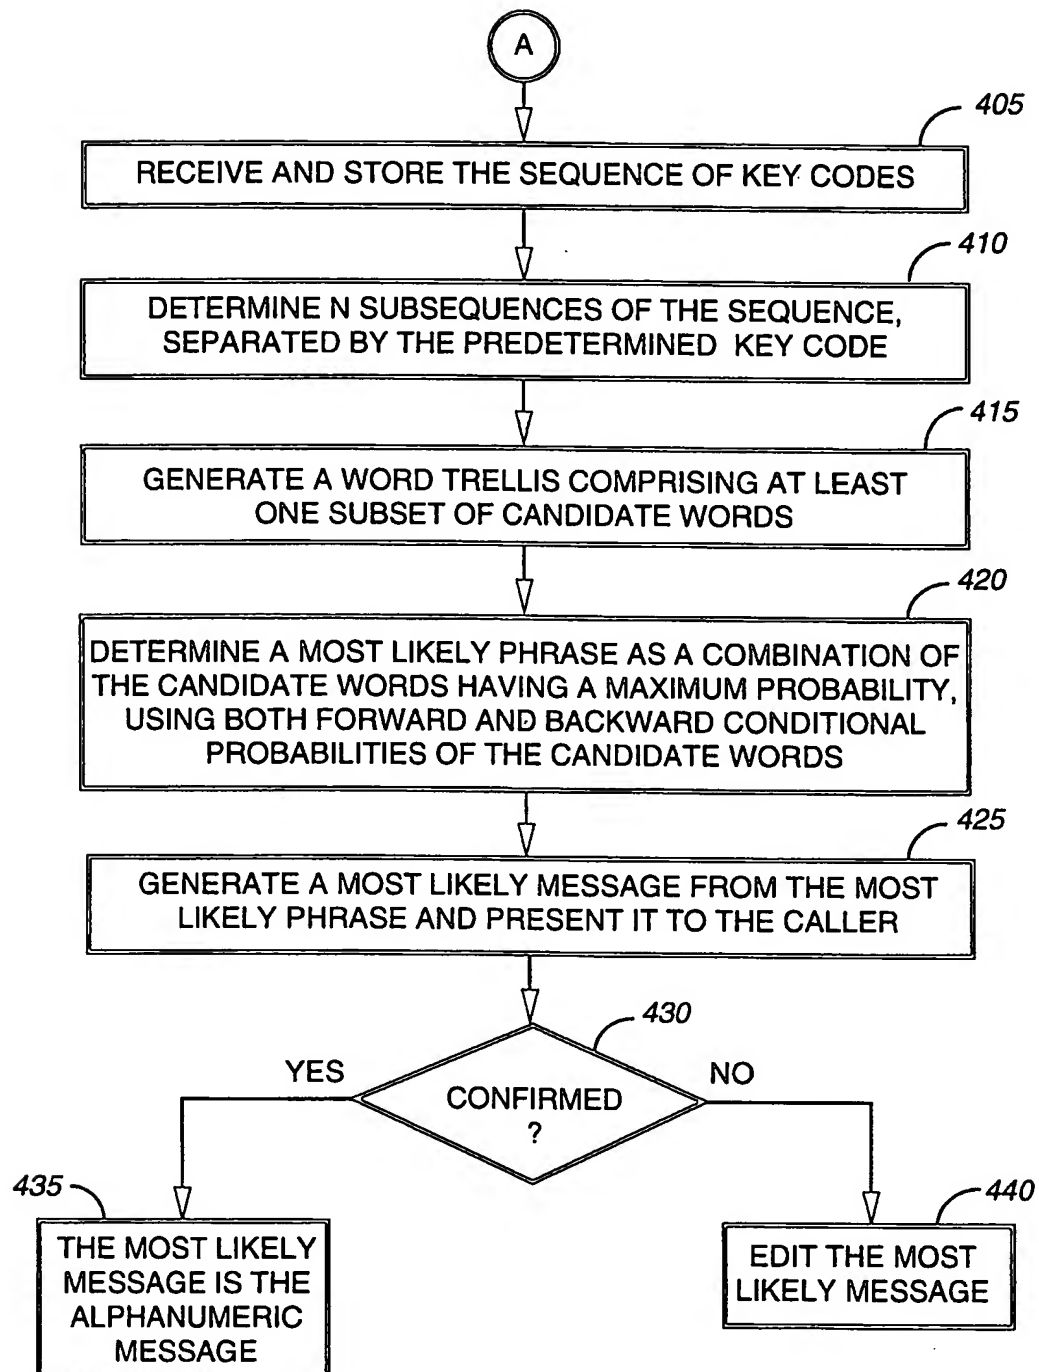 A
405
RECEIVE AND STORE THE SEQUENCE OF KEY CODES
410
DETERMINE N SUBSEQUENCES OF THE SEQUENCE,
SEPARATED BY THE PREDETERMINED KEY CODE
415
GENERATE A WORD TRELLIS COMPRISING AT LEAST
ONE SUBSET OF CANDIDATE WORDS
420
DETERMINE A MOST LIKELY PHRASE AS A COMBINATION OF
THE CANDIDATE WORDS HAVING A MAXIMUM PROBABILITY,
USING BOTH FORWARD AND BACKWARD CONDITIONAL
PROBABILITIES OF THE CANDIDATE WORDS
425
GENERATE A MOST LIKELY MESSAGE FROM THE MOST
LIKELY PHRASE AND PRESENT IT TO THE CALLER
430
YES
NO
CONFIRMED
?
435
THE MOST LIKELY
MESSAGE IS THE
ALPHANUMERIC
MESSAGE
440
EDIT THE MOST
LIKELY MESSAGE